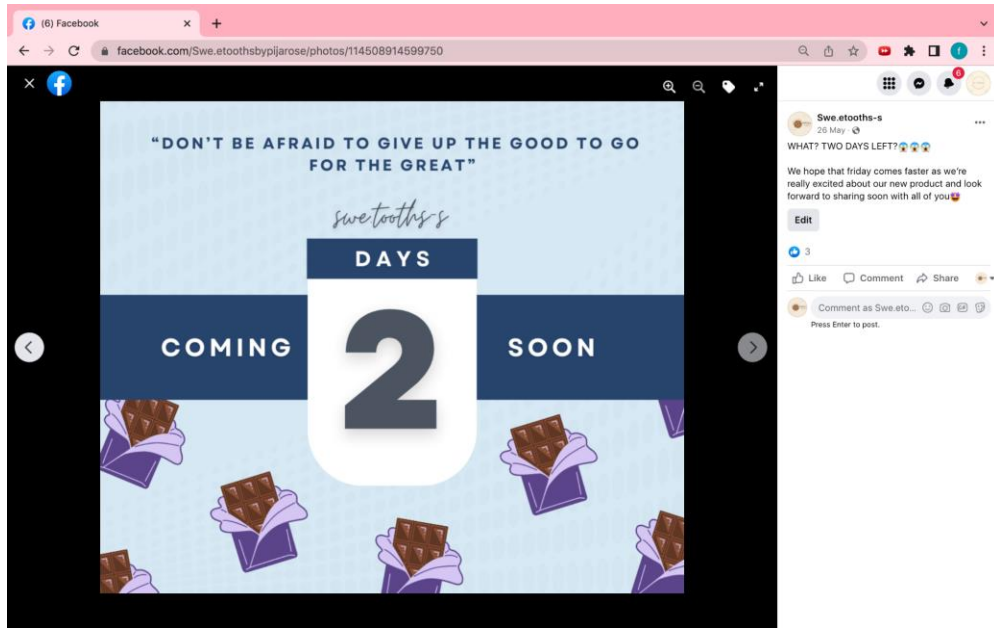 (6) Facebook
facebook.com/Swe.etoothsbypijarose/photos/114508914599750
f
6
"DON'T BE AFRAID TO GIVE UP THE GOOD TO GO
FOR THE GREAT"
swetooths-s
DAYS
2
COMING
SOON
Swe.etooths-s
26 May ·
WHAT? TWO DAYS LEFT?😱😱😱
We hope that friday comes faster as we're
really excited about our new product and look
forward to sharing soon with all of you🤩
Edit
3
Like Comment Share
Comment as Swe.eto...
Press Enter to post.